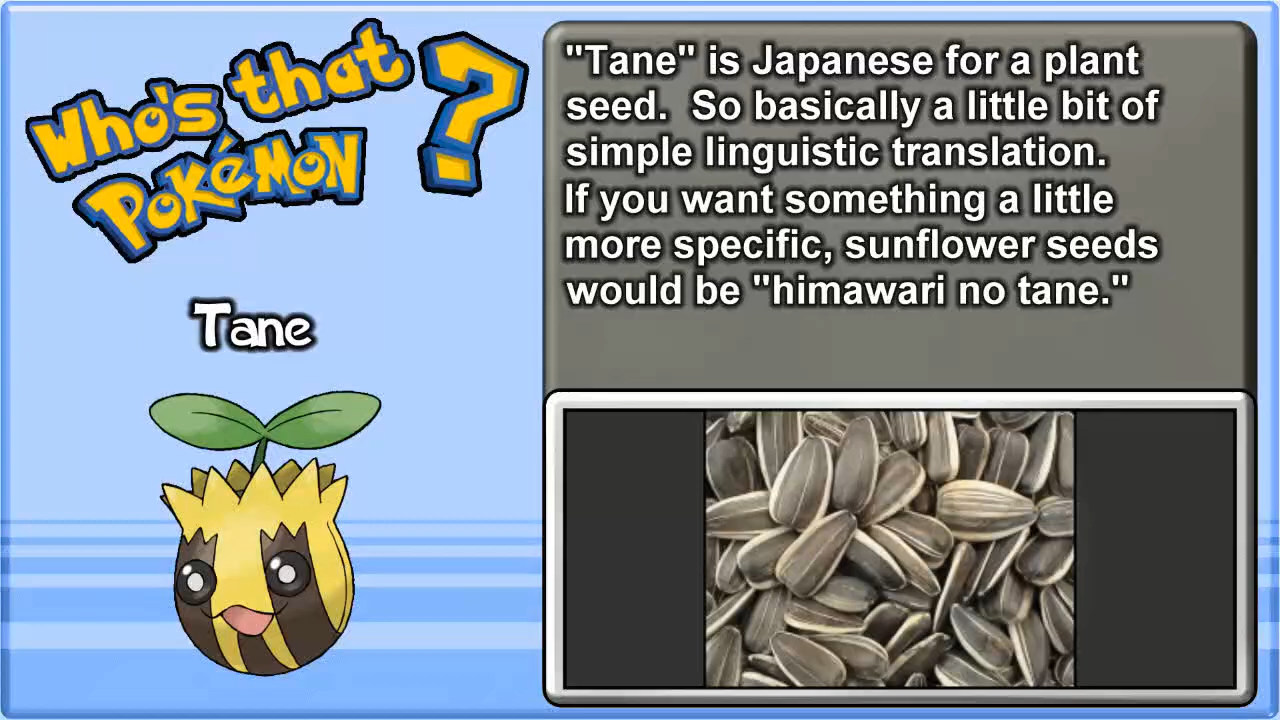 Who's that
Pokémon?
Tane
"Tane" is Japanese for a plant
seed.  So basically a little bit of
simple linguistic translation.
If you want something a little
more specific, sunflower seeds
would be "himawari no tane."